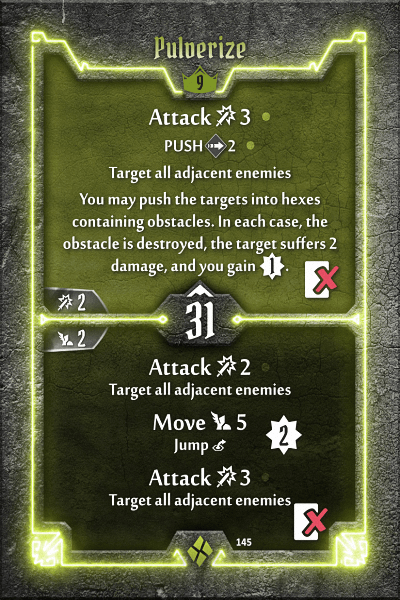 Pulverize
9
Attack 3
PUSH 2
Target all adjacent enemies
You may push the targets into hexes
containing obstacles. In each case, the
obstacle is destroyed, the target suffers 2
damage, and you gain 1.
2
31
2
Attack 2
Target all adjacent enemies
Move 5
Jump
2
Attack 3
Target all adjacent enemies
145